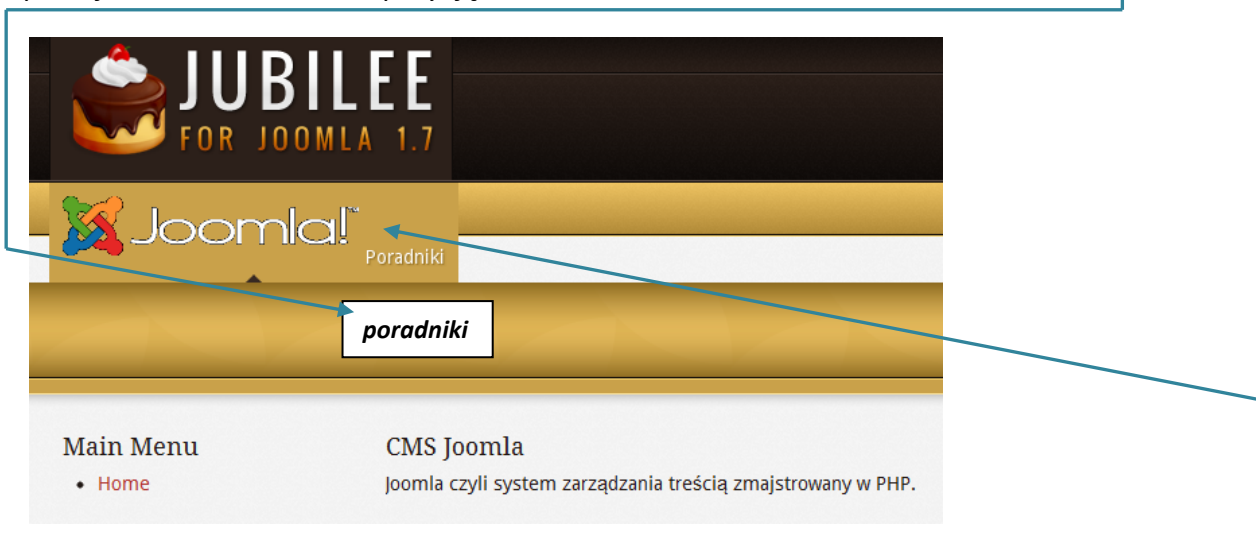 JUBILEE
FOR JOOMLA 1.7
Joomla!™
Poradniki
poradniki
Main Menu
• Home
CMS Joomla
Joomla czyli system zarządzania treścią zmajstrowany w PHP.